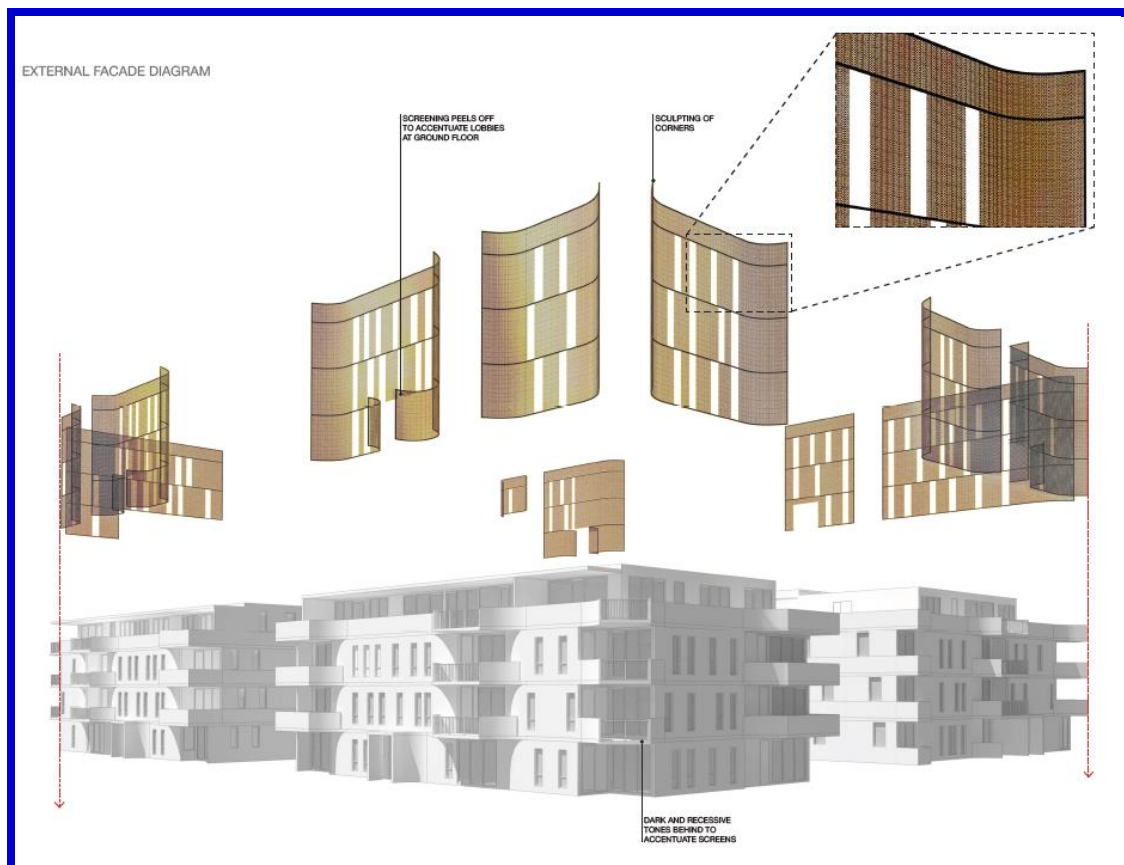 EXTERNAL FACADE DIAGRAM
SCREENING PEELS OFF
TO ACCENTUATE LOBBIES
AT GROUND FLOOR
SCULPTING OF
CORNERS
DARK AND RECESSIVE
TONES BEHIND TO
ACCENTUATE SCREENS